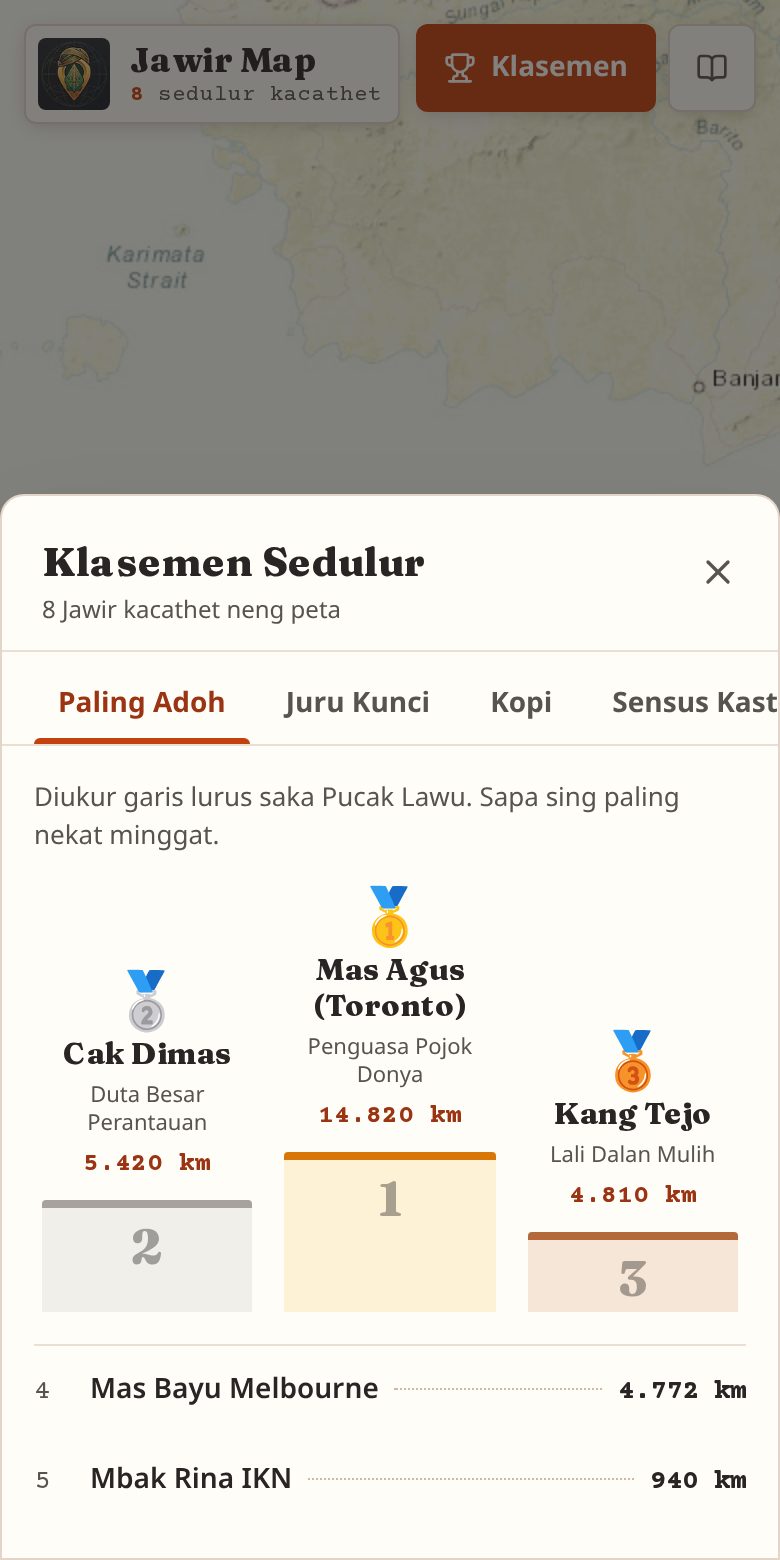 Jawir Map
8 sedulur kacathet
Klasemen
Barito
Karimata
Strait
Klasemen Sedulur
8 Jawir kacathet neng peta
Paling Adoh
Juru Kunci
Kopi
Sensus Kast
Diukur garis lurus saka Pucak Lawu. Sapa sing paling
nekat minggat.
1
Mas Agus
(Toronto)
Penguasa Pojok
Donya
14.820 km
1
2
Cak Dimas
Duta Besar
Perantauan
5.420 km
2
3
Kang Tejo
Lali Dalan Mulih
4.810 km
3
4 Mas Bayu Melbourne 4.772 km
5 Mbak Rina IKN 940 km